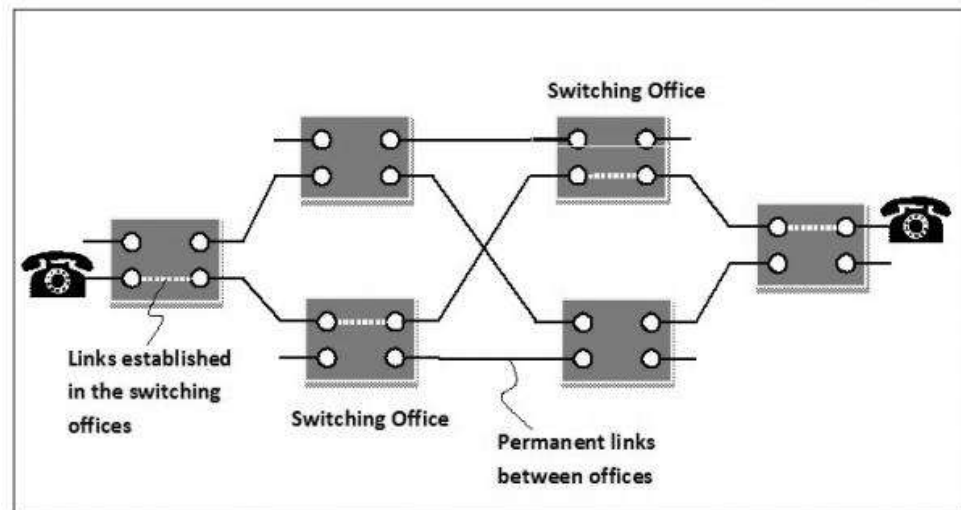 Switching Office
Links established
in the switching
offices
Switching Office
Permanent links
between offices